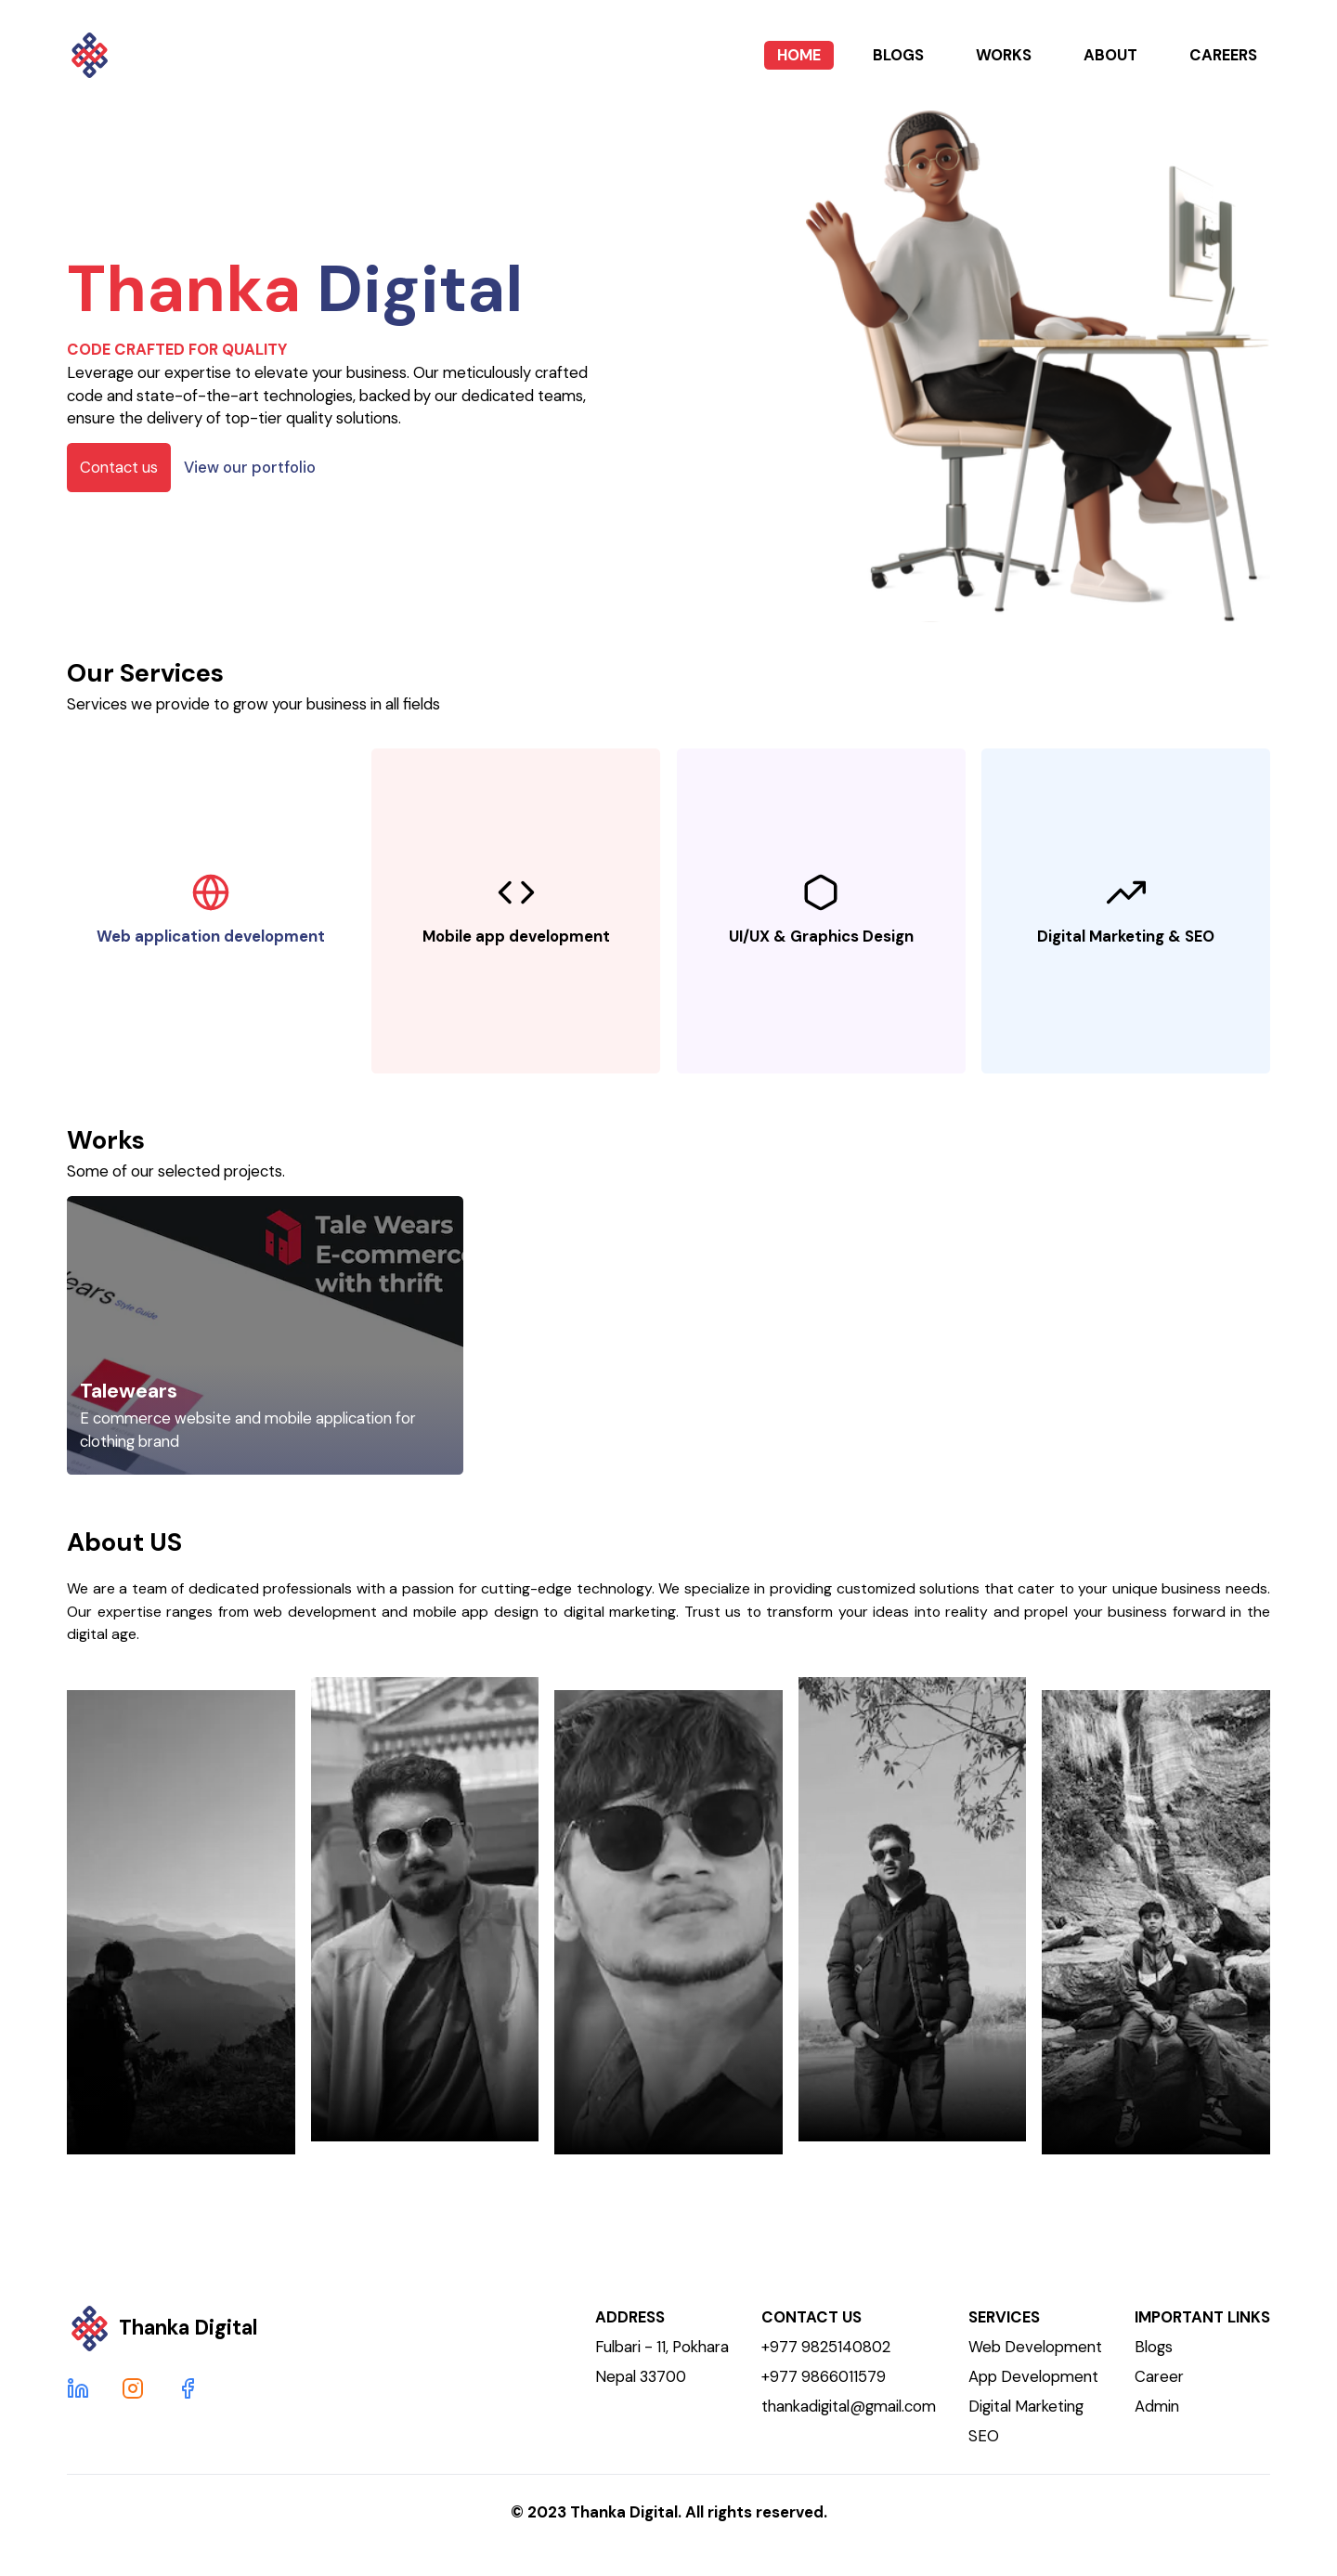 HOME BLOGS WORKS ABOUT CAREERS
Thanka Digital
CODE CRAFTED FOR QUALITY
Leverage our expertise to elevate your business. Our meticulously crafted
code and state-of-the-art technologies, backed by our dedicated teams,
ensure the delivery of top-tier quality solutions.
Contact us View our portfolio
Our Services
Services we provide to grow your business in all fields
Web application development
Mobile app development
UI/UX & Graphics Design
Digital Marketing & SEO
Works
Some of our selected projects.
Tale Wears
E-commerce
with thrift
Style Guide
Talewears
E commerce website and mobile application for
clothing brand
About US
We are a team of dedicated professionals with a passion for cutting-edge technology. We specialize in providing customized solutions that cater to your unique business needs.
Our expertise ranges from web development and mobile app design to digital marketing. Trust us to transform your ideas into reality and propel your business forward in the
digital age.
Thanka Digital
ADDRESS
Fulbari - 11, Pokhara
Nepal 33700
CONTACT US
+977 9825140802
+977 9866011579
thankadigital@gmail.com
SERVICES
Web Development
App Development
Digital Marketing
SEO
IMPORTANT LINKS
Blogs
Career
Admin
© 2023 Thanka Digital. All rights reserved.